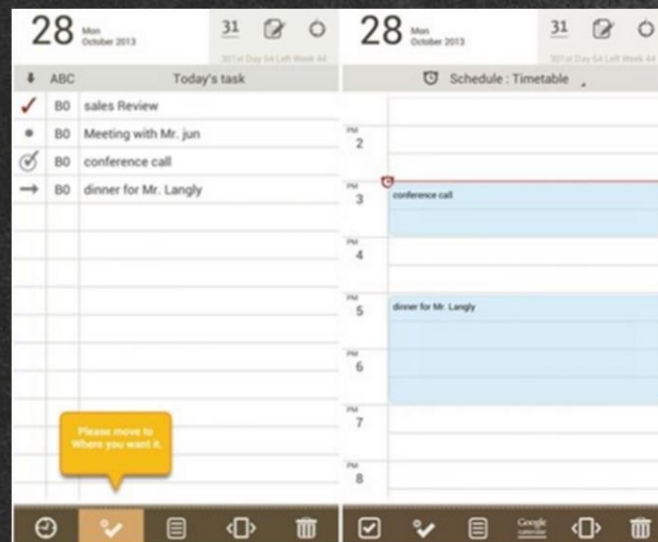 28 Mon
October 2013
31
301st Day 64 Left Week 44
ABC Today's task
B0 sales Review
B0 Meeting with Mr. jun
B0 conference call
B0 dinner for Mr. Langly
Please move to
Where you want it.
28 Mon
October 2013
31
301st Day 64 Left Week 44
Schedule : Timetable
PM
2
PM
3
conference call
PM
4
PM
5
dinner for Mr. Langly
PM
6
PM
7
PM
8
Google
calendar